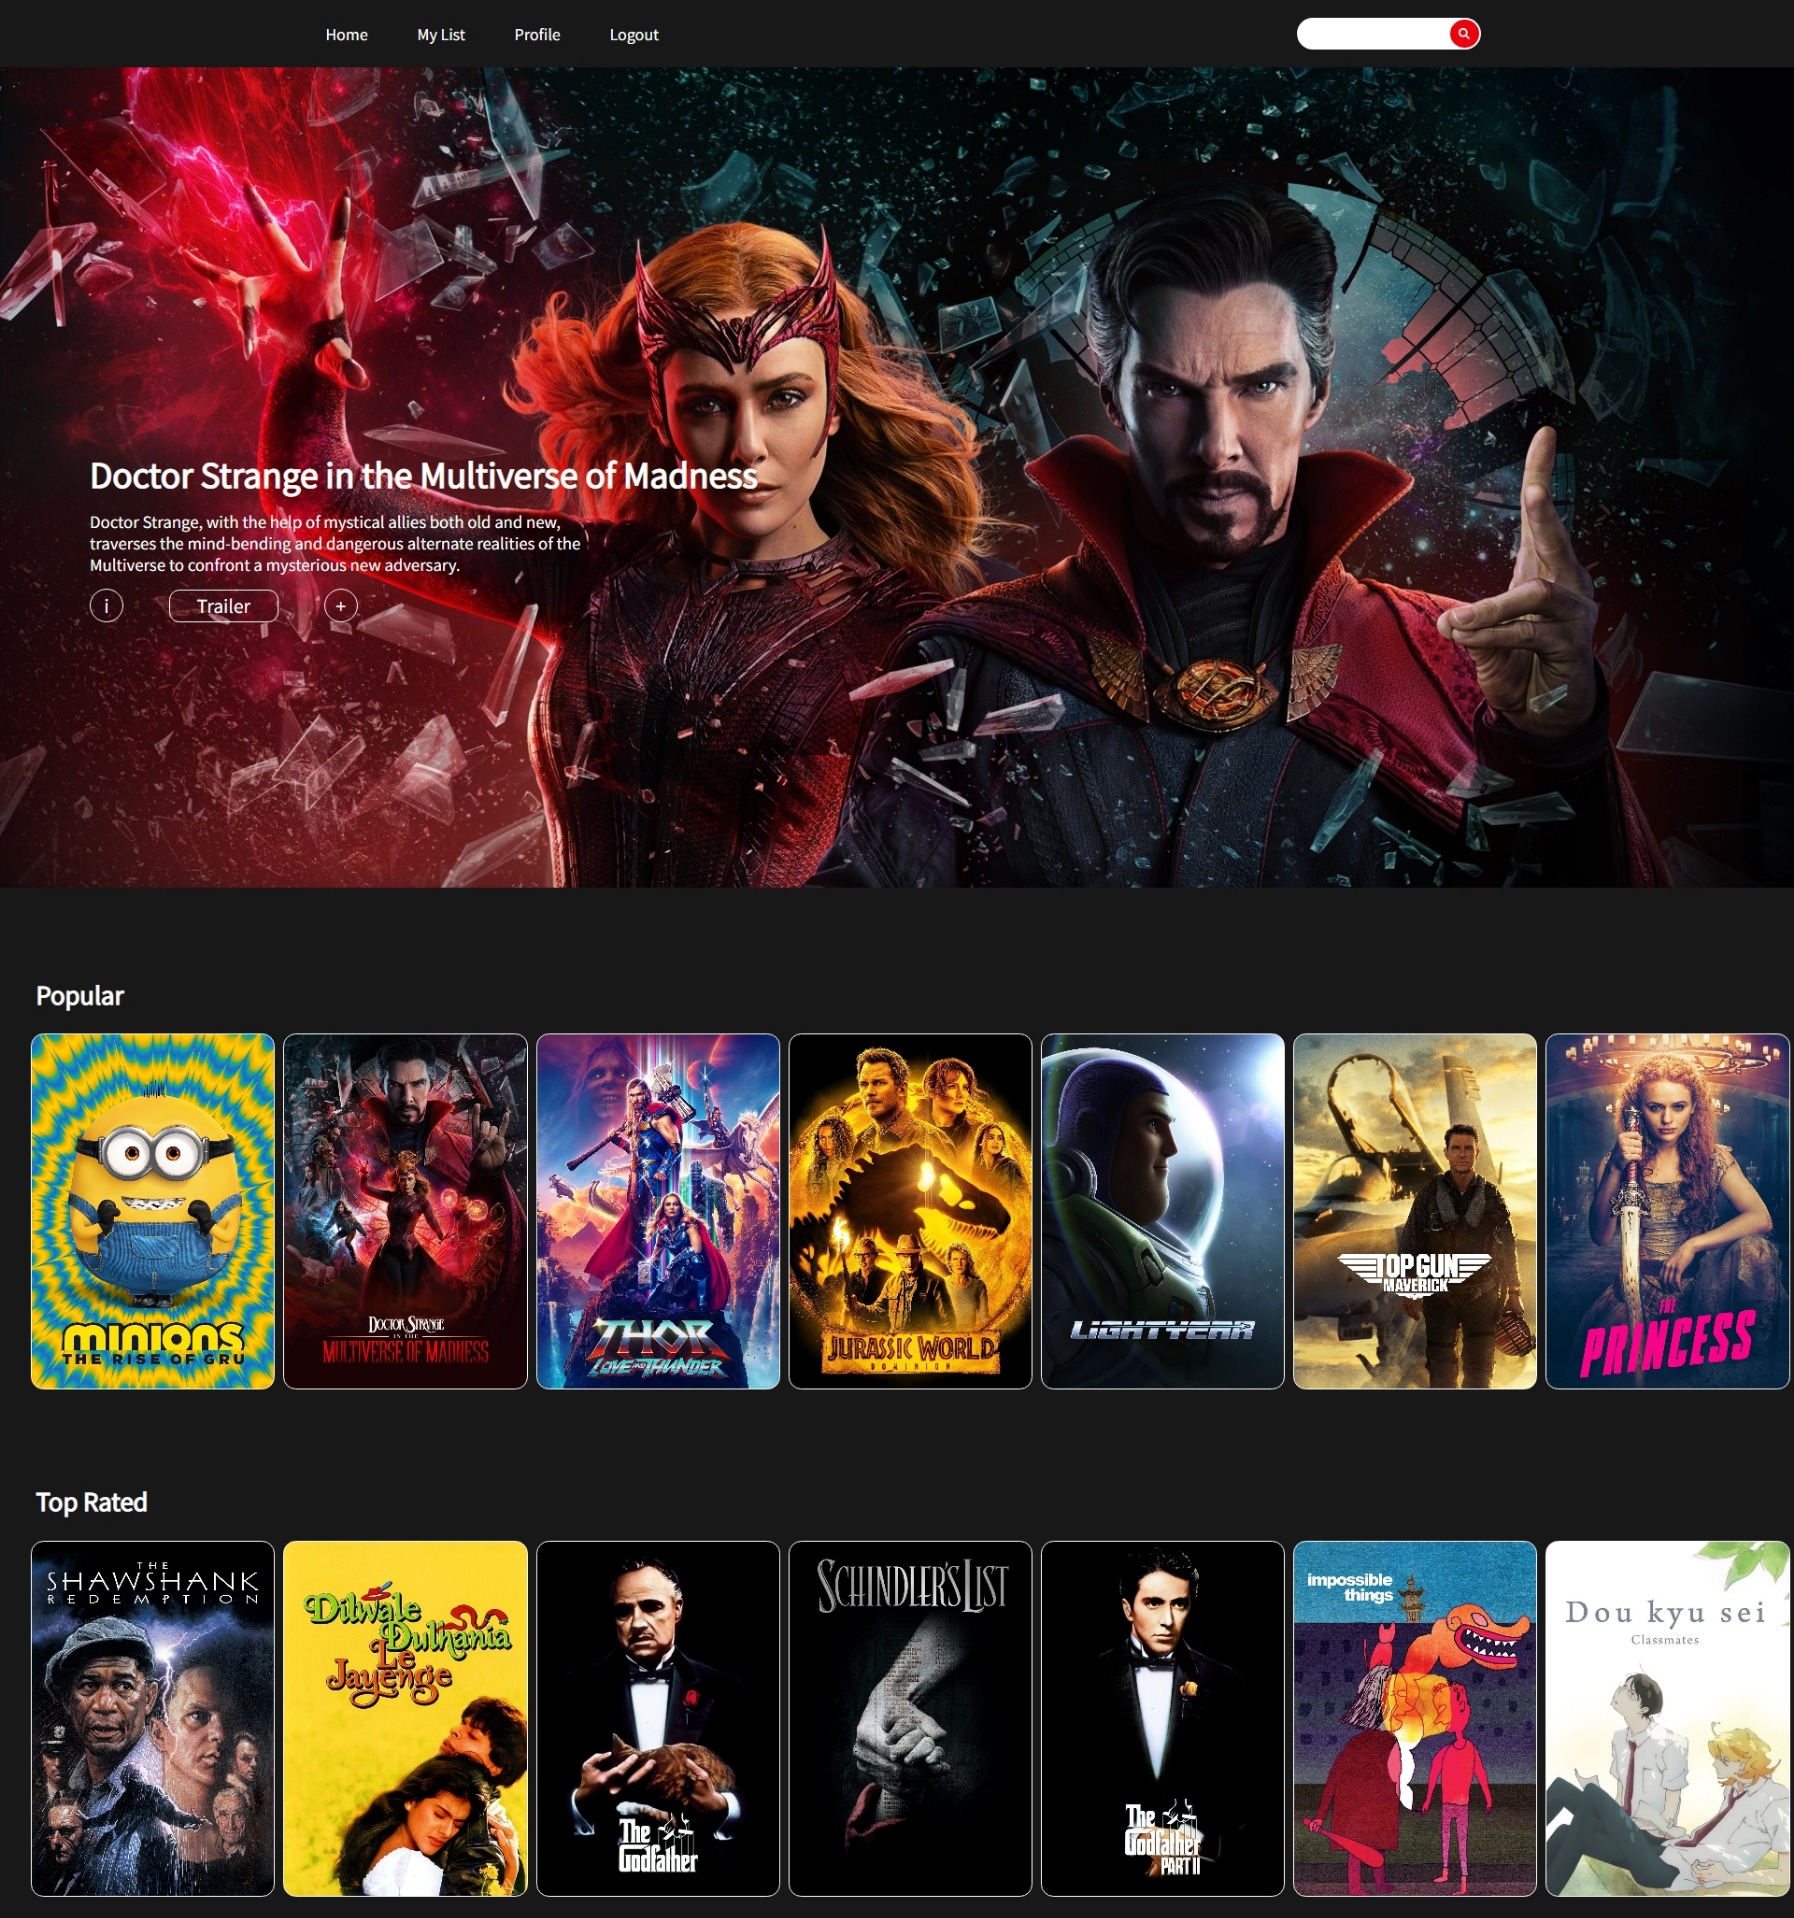 Home My List Profile Logout
Doctor Strange in the Multiverse of Madness
Doctor Strange, with the help of mystical allies both old and new,
traverses the mind-bending and dangerous alternate realities of the
Multiverse to confront a mysterious new adversary.
i Trailer +
Popular
minions
THE RISE OF GRU
DOCTOR STRANGE
IN THE
MULTIVERSE OF MADNESS
THOR
LOVE AND THUNDER
JURASSIC WORLD
DOMINION
LIGHTYEAR
TOP GUN
MAVERICK
THE
PRINCESS
Top Rated
THE
SHAWSHANK
REDEMPTION
Dilwale
Dulhania
Le
Jayenge
The
Godfather
SCHINDLER'S LIST
The
Godfather
PART II
impossible
things
Dou kyu sei
Classmates